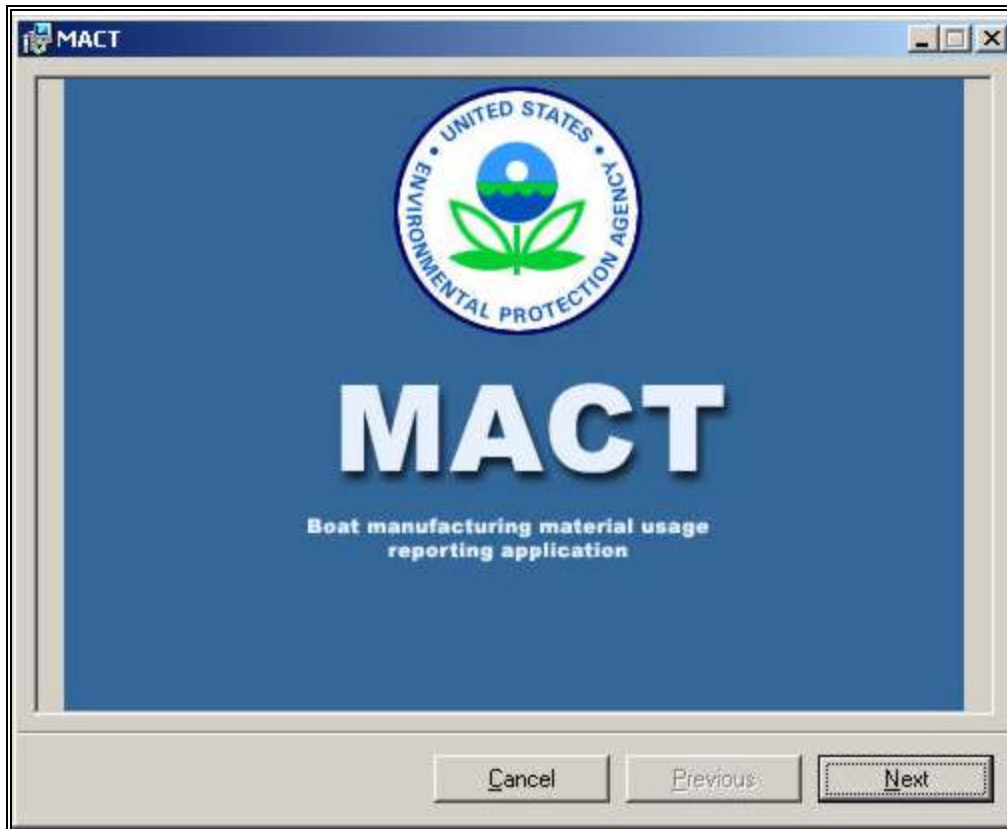 MACT
UNITED STATES
ENVIRONMENTAL PROTECTION AGENCY
MACT
Boat manufacturing material usage
reporting application
Cancel
Previous
Next